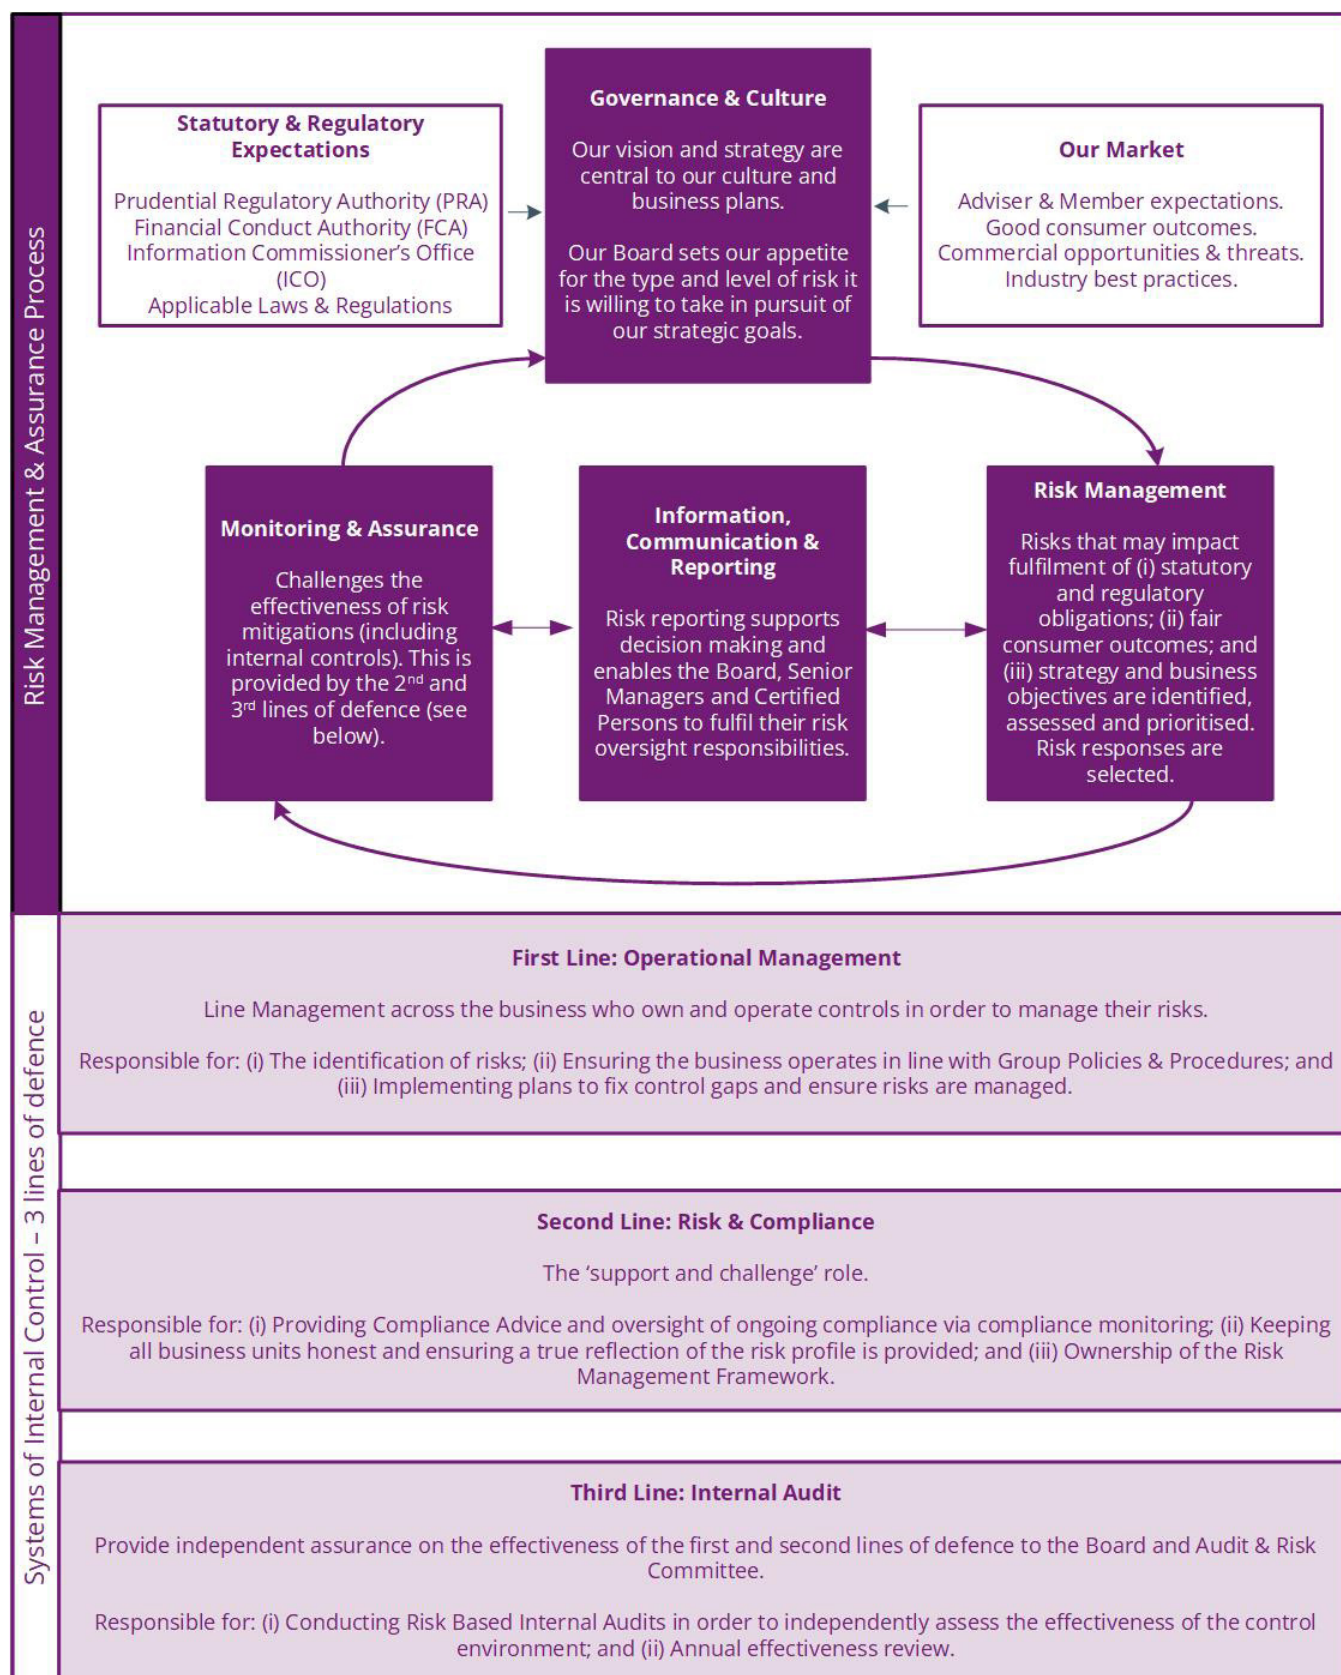 Risk Management & Assurance Process
Statutory & Regulatory
Expectations
Prudential Regulatory Authority (PRA)
Financial Conduct Authority (FCA)
Information Commissioner’s Office
(ICO)
Applicable Laws & Regulations
Governance & Culture
Our vision and strategy are
central to our culture and
business plans.
Our Board sets our appetite
for the type and level of risk it
is willing to take in pursuit of
our strategic goals.
Our Market
Adviser & Member expectations.
Good consumer outcomes.
Commercial opportunities & threats.
Industry best practices.
Monitoring & Assurance
Challenges the
effectiveness of risk
mitigations (including
internal controls). This is
provided by the 2nd and
3rd lines of defence (see
below).
Information,
Communication &
Reporting
Risk reporting supports
decision making and
enables the Board, Senior
Managers and Certified
Persons to fulfil their risk
oversight responsibilities.
Risk Management
Risks that may impact
fulfilment of (i) statutory
and regulatory
obligations; (ii) fair
consumer outcomes; and
(iii) strategy and business
objectives are identified,
assessed and prioritised.
Risk responses are
selected.
Systems of Internal Control – 3 lines of defence
First Line: Operational Management
Line Management across the business who own and operate controls in order to manage their risks.
Responsible for: (i) The identification of risks; (ii) Ensuring the business operates in line with Group Policies & Procedures; and
(iii) Implementing plans to fix control gaps and ensure risks are managed.
Second Line: Risk & Compliance
The ‘support and challenge’ role.
Responsible for: (i) Providing Compliance Advice and oversight of ongoing compliance via compliance monitoring; (ii) Keeping
all business units honest and ensuring a true reflection of the risk profile is provided; and (iii) Ownership of the Risk
Management Framework.
Third Line: Internal Audit
Provide independent assurance on the effectiveness of the first and second lines of defence to the Board and Audit & Risk
Committee.
Responsible for: (i) Conducting Risk Based Internal Audits in order to independently assess the effectiveness of the control
environment; and (ii) Annual effectiveness review.